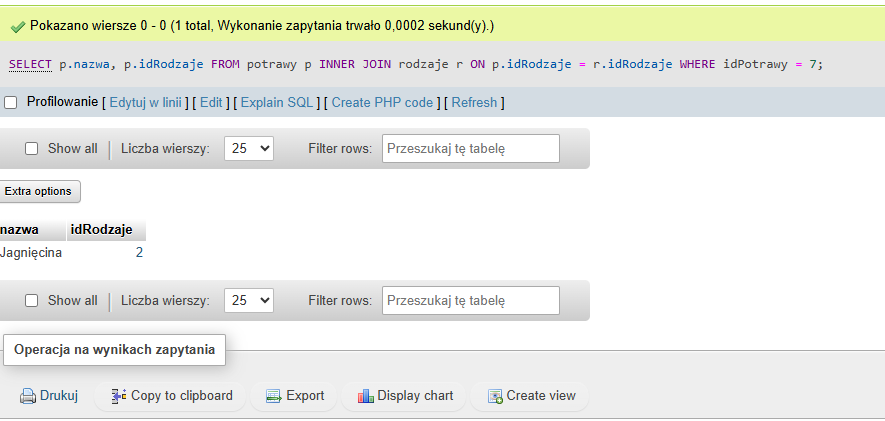 Pokazano wiersze 0 - 0 (1 total, Wykonanie zapytania trwało 0,0002 sekund(y).)
SELECT p.nazwa, p.idRodzaje FROM potrawy p INNER JOIN rodzaje r ON p.idRodzaje = r.idRodzaje WHERE idPotrawy = 7;
Profilowanie [ Edytuj w linii ] [ Edit ] [ Explain SQL ] [ Create PHP code ] [ Refresh ]
Show all Liczba wierszy: 25 Filter rows: Przeszukaj tę tabelę
Extra options
nazwa idRodzaje
Jagnięcina 2
Show all Liczba wierszy: 25 Filter rows: Przeszukaj tę tabelę
Operacja na wynikach zapytania
Drukuj Copy to clipboard Export Display chart Create view